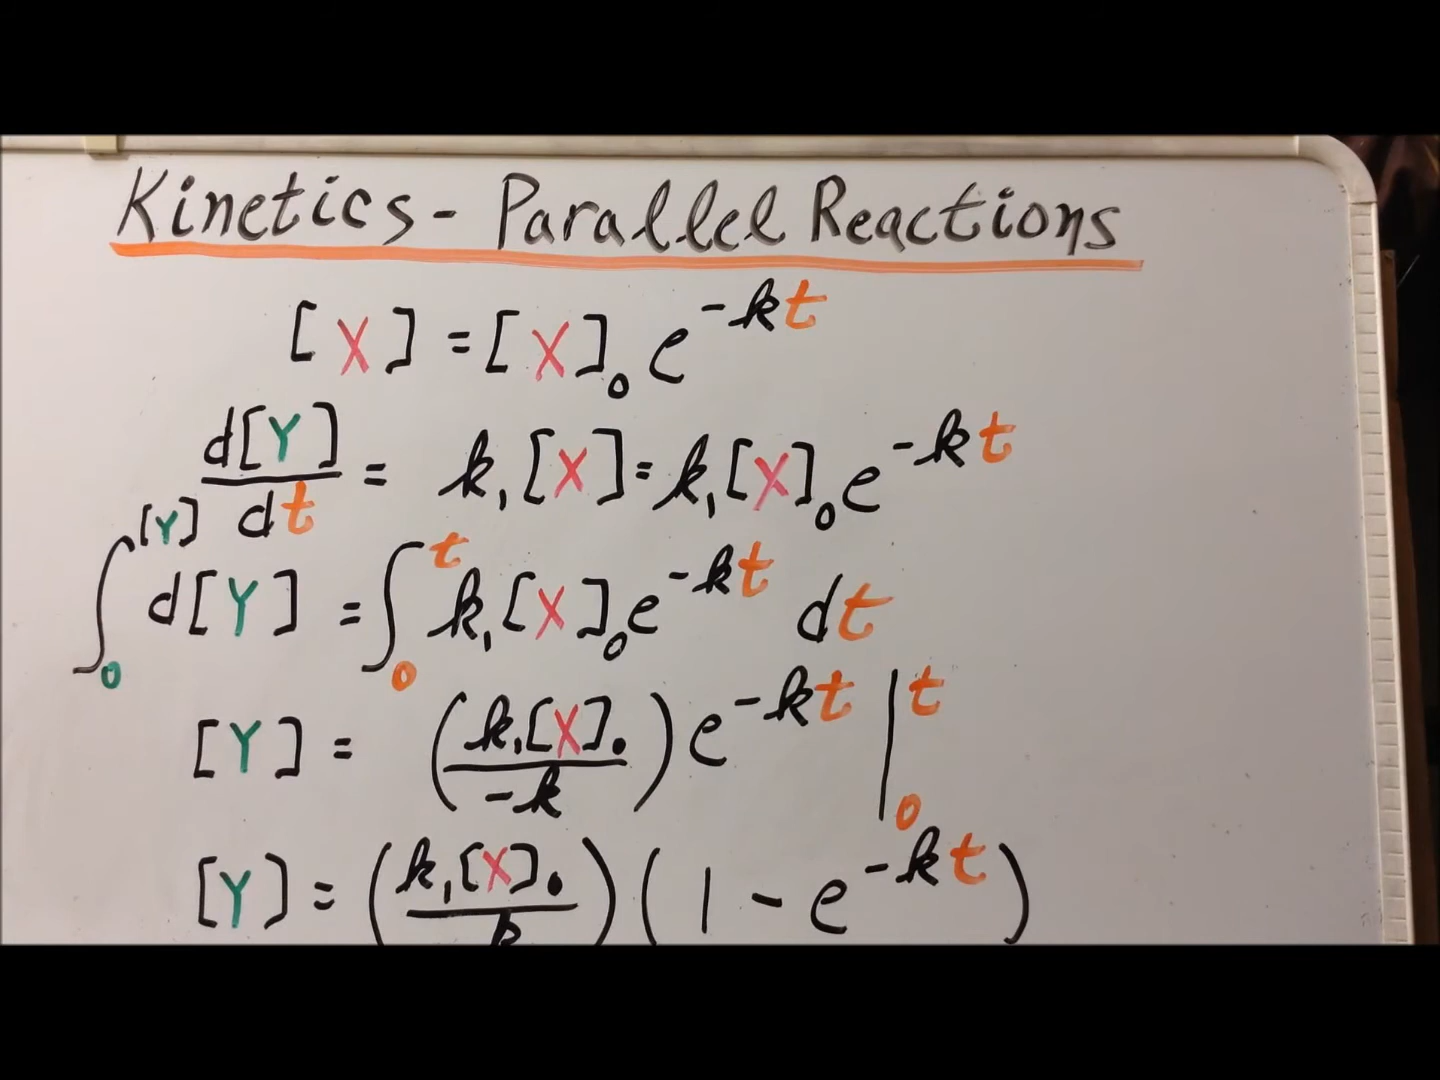 Kinetics - Parallel Reactions
[X] = [X]₀ e^(-kt)
d[Y]/dt = k₁[X] = k₁[X]₀ e^(-kt)
∫₀^[Y] d[Y] = ∫₀^t k₁[X]₀ e^(-kt) dt
[Y] = (k₁[X]₀/-k) e^(-kt) |₀^t
[Y] = (k₁[X]₀/k)(1 - e^(-kt))